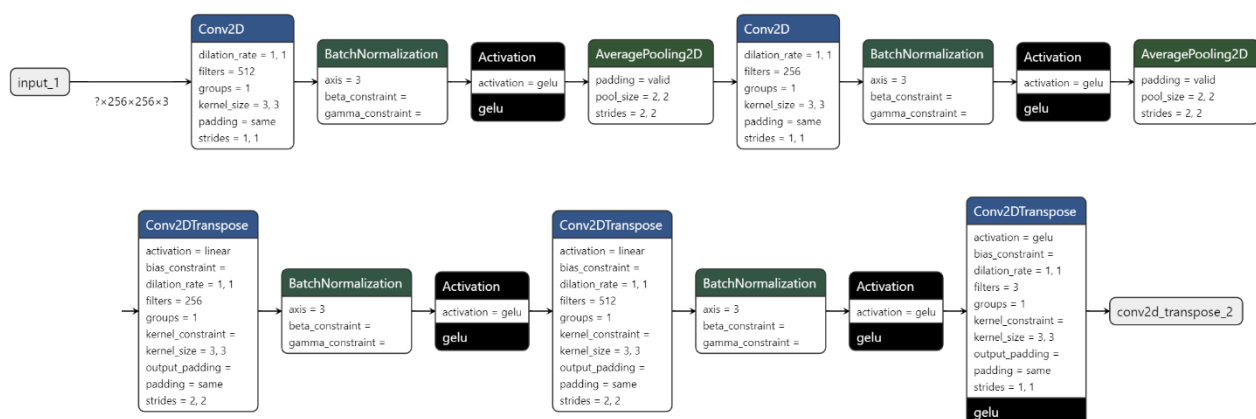 input_1
?×256×256×3
Conv2D
dilation_rate = 1, 1
filters = 512
groups = 1
kernel_size = 3, 3
padding = same
strides = 1, 1
BatchNormalization
axis = 3
beta_constraint =
gamma_constraint =
Activation
activation = gelu
gelu
AveragePooling2D
padding = valid
pool_size = 2, 2
strides = 2, 2
Conv2D
dilation_rate = 1, 1
filters = 256
groups = 1
kernel_size = 3, 3
padding = same
strides = 1, 1
BatchNormalization
axis = 3
beta_constraint =
gamma_constraint =
Activation
activation = gelu
gelu
AveragePooling2D
padding = valid
pool_size = 2, 2
strides = 2, 2
Conv2DTranspose
activation = linear
bias_constraint =
dilation_rate = 1, 1
filters = 256
groups = 1
kernel_constraint =
kernel_size = 3, 3
output_padding =
padding = same
strides = 2, 2
BatchNormalization
axis = 3
beta_constraint =
gamma_constraint =
Activation
activation = gelu
gelu
Conv2DTranspose
activation = linear
bias_constraint =
dilation_rate = 1, 1
filters = 512
groups = 1
kernel_constraint =
kernel_size = 3, 3
output_padding =
padding = same
strides = 2, 2
BatchNormalization
axis = 3
beta_constraint =
gamma_constraint =
Activation
activation = gelu
gelu
Conv2DTranspose
activation = gelu
bias_constraint =
dilation_rate = 1, 1
filters = 3
groups = 1
kernel_constraint =
kernel_size = 3, 3
output_padding =
padding = same
strides = 1, 1
gelu
conv2d_transpose_2